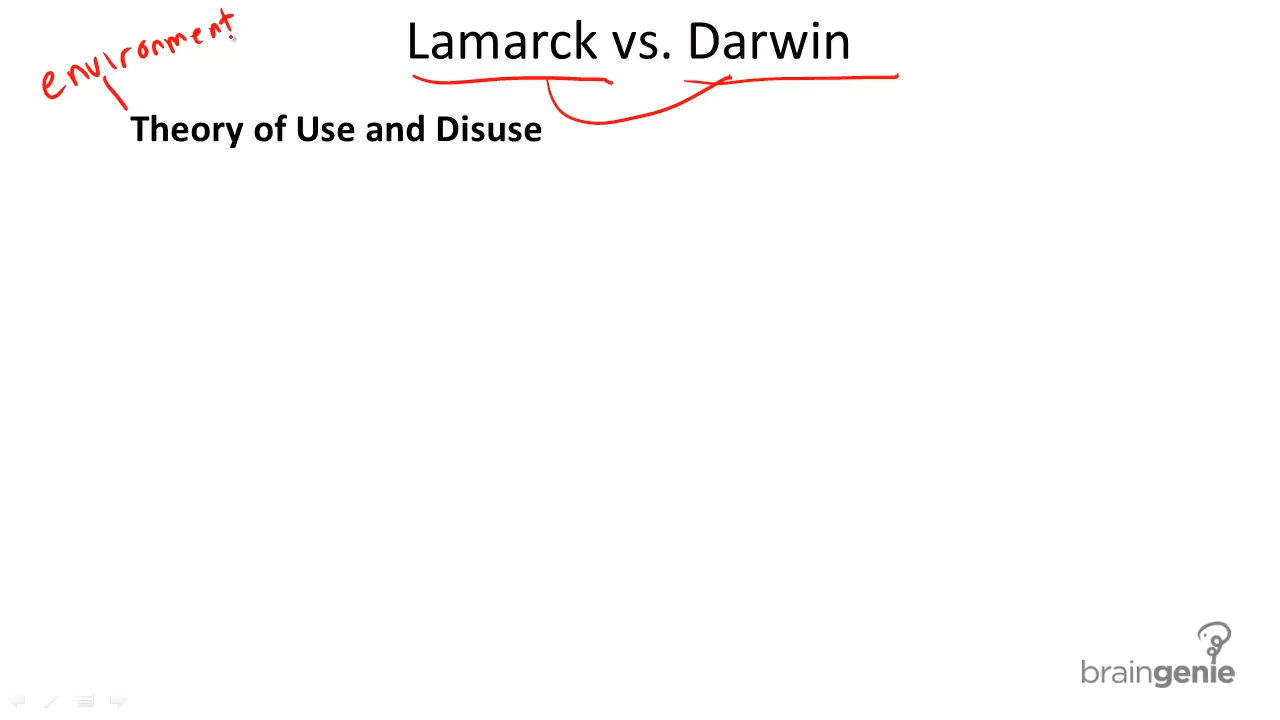 Lamarck vs. Darwin
environment
Theory of Use and Disuse
braingenie